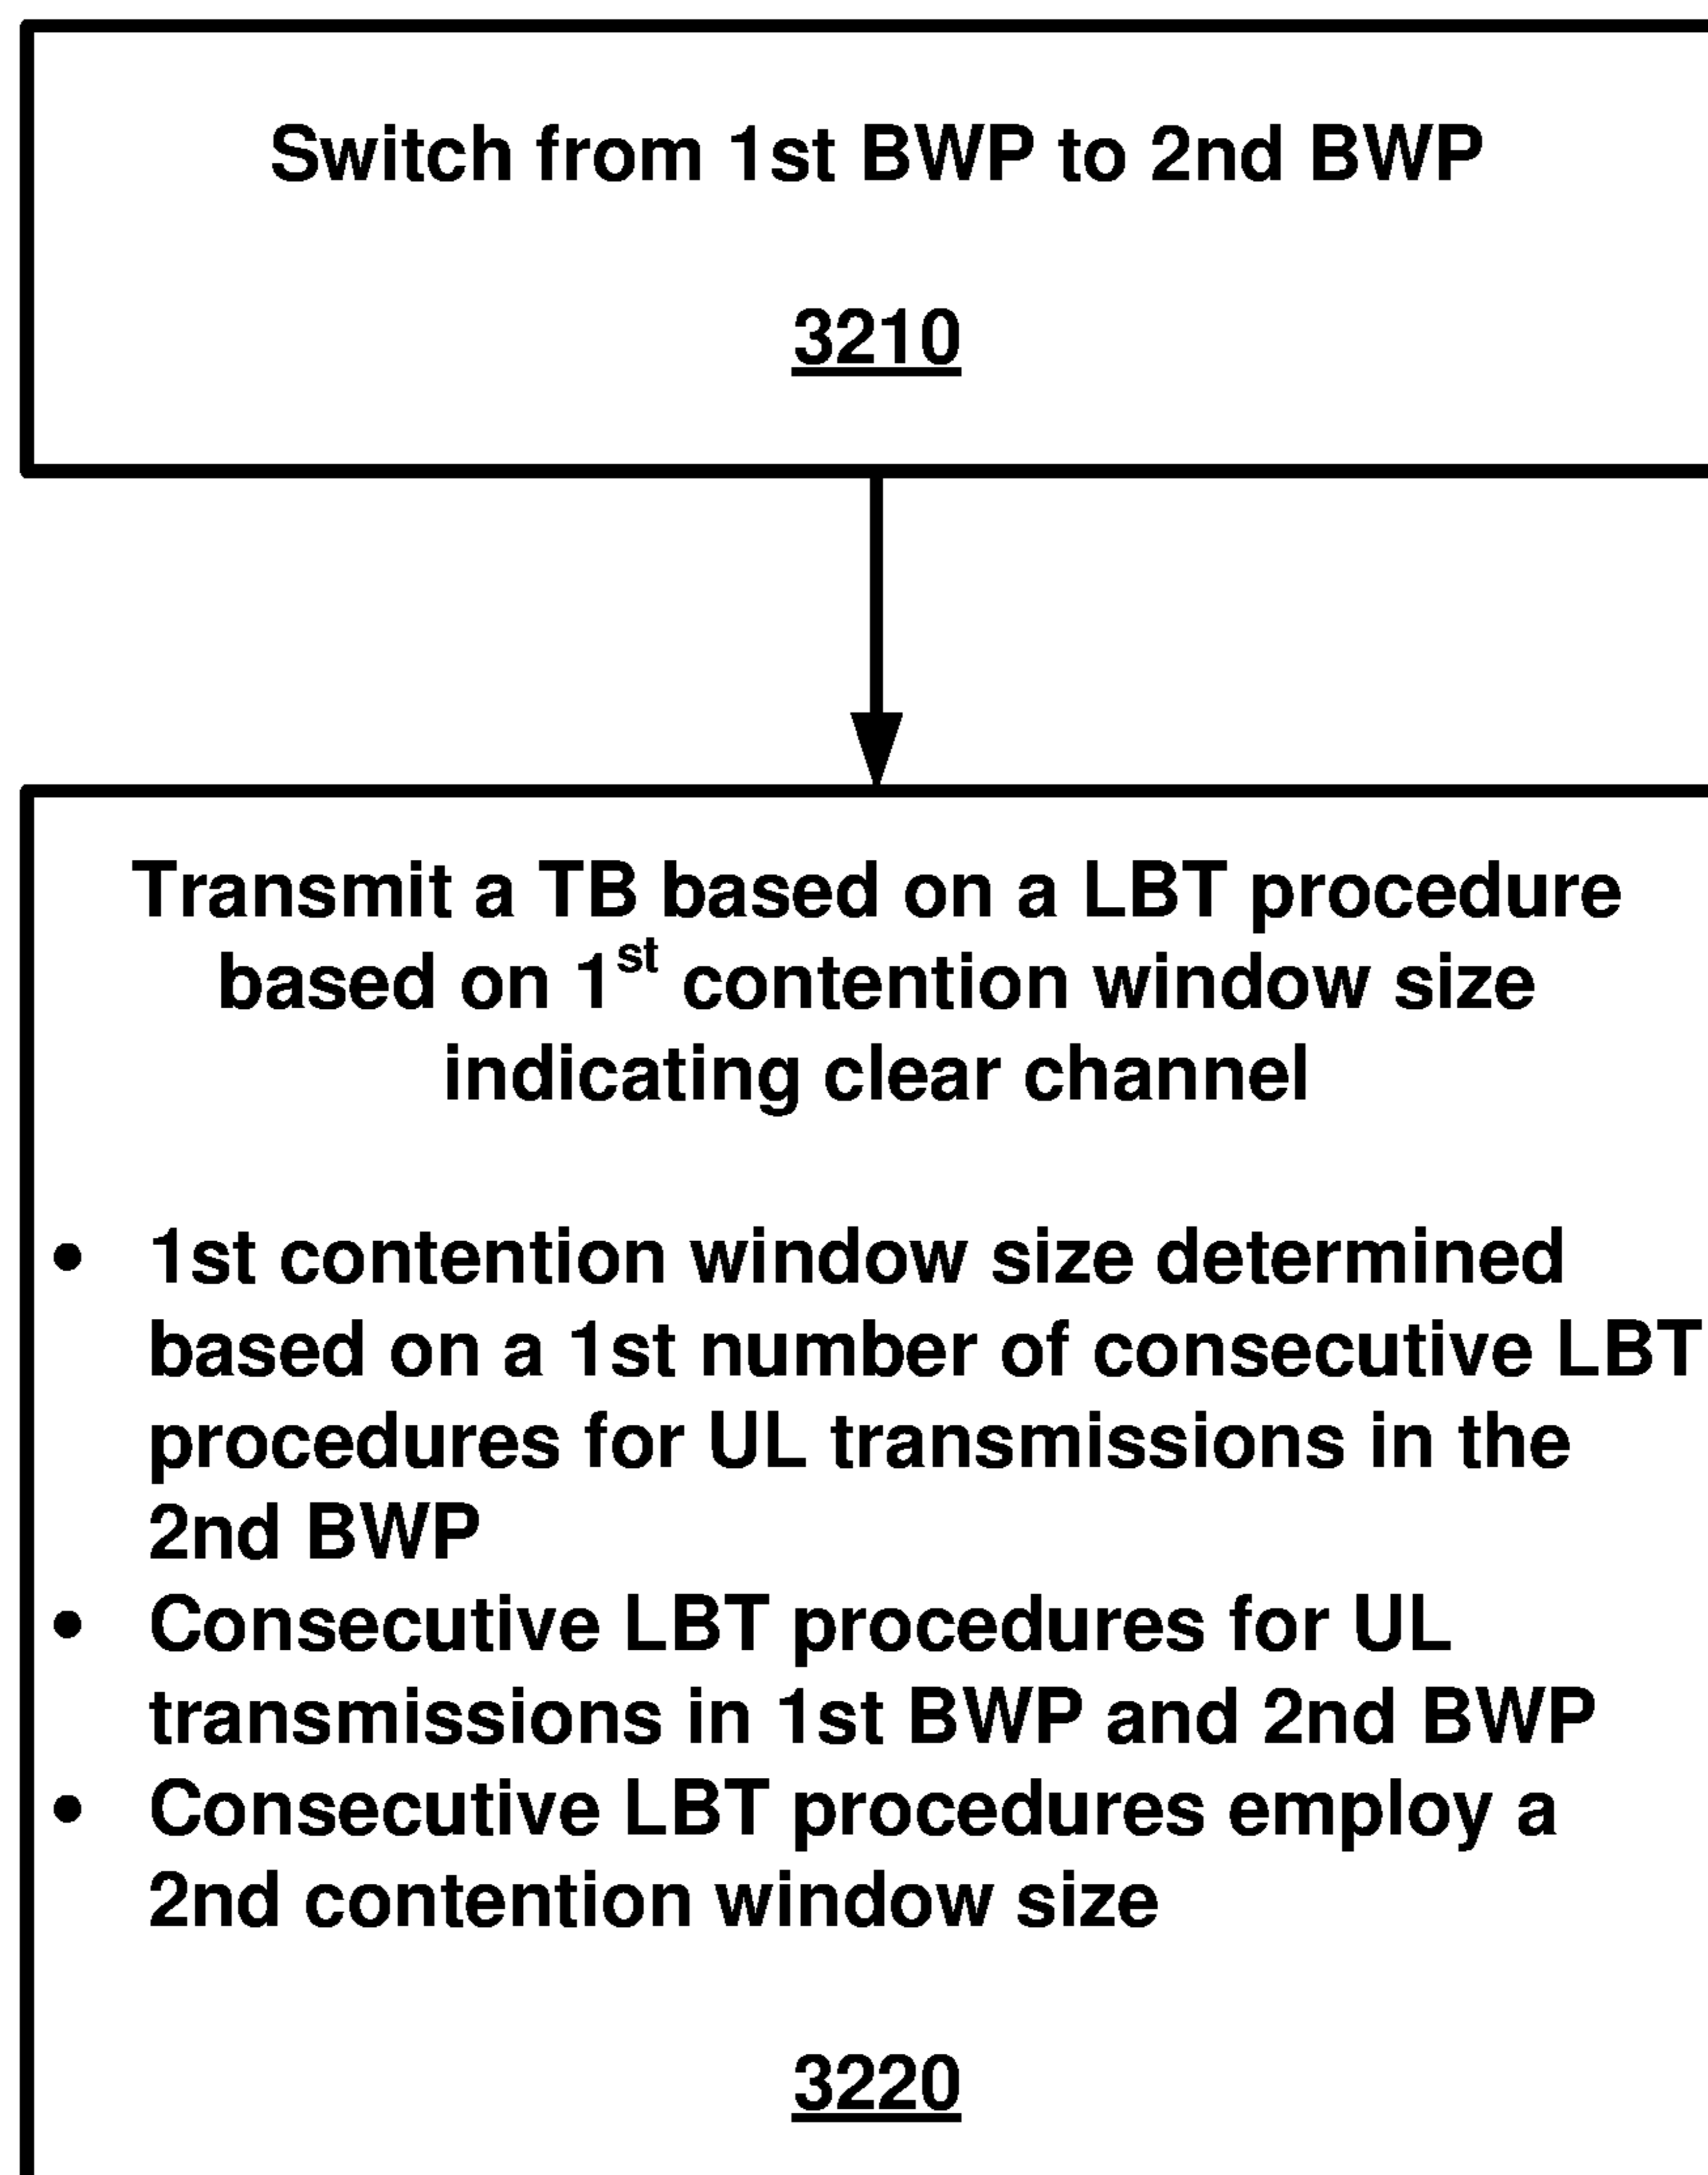 Switch from 1st BWP to 2nd BWP
3210
Transmit a TB based on a LBT procedure
based on 1st contention window size
indicating clear channel
• 1st contention window size determined
based on a 1st number of consecutive LBT
procedures for UL transmissions in the
2nd BWP
• Consecutive LBT procedures for UL
transmissions in 1st BWP and 2nd BWP
• Consecutive LBT procedures employ a
2nd contention window size
3220